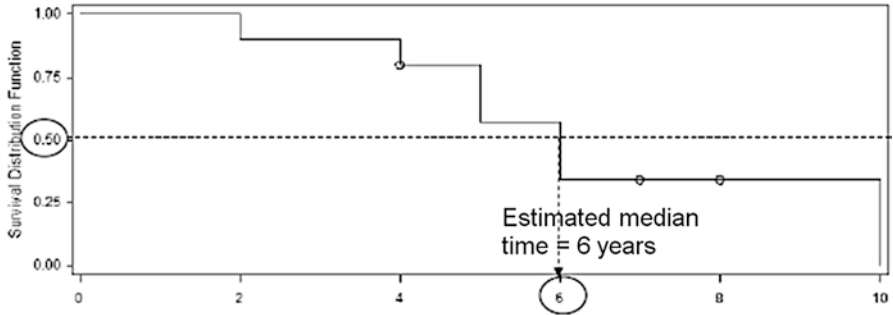 Survival Distribution Function
1.00
0.75
0.50
0.25
0.00
Estimated median
time = 6 years
0 2 4 6 8 10